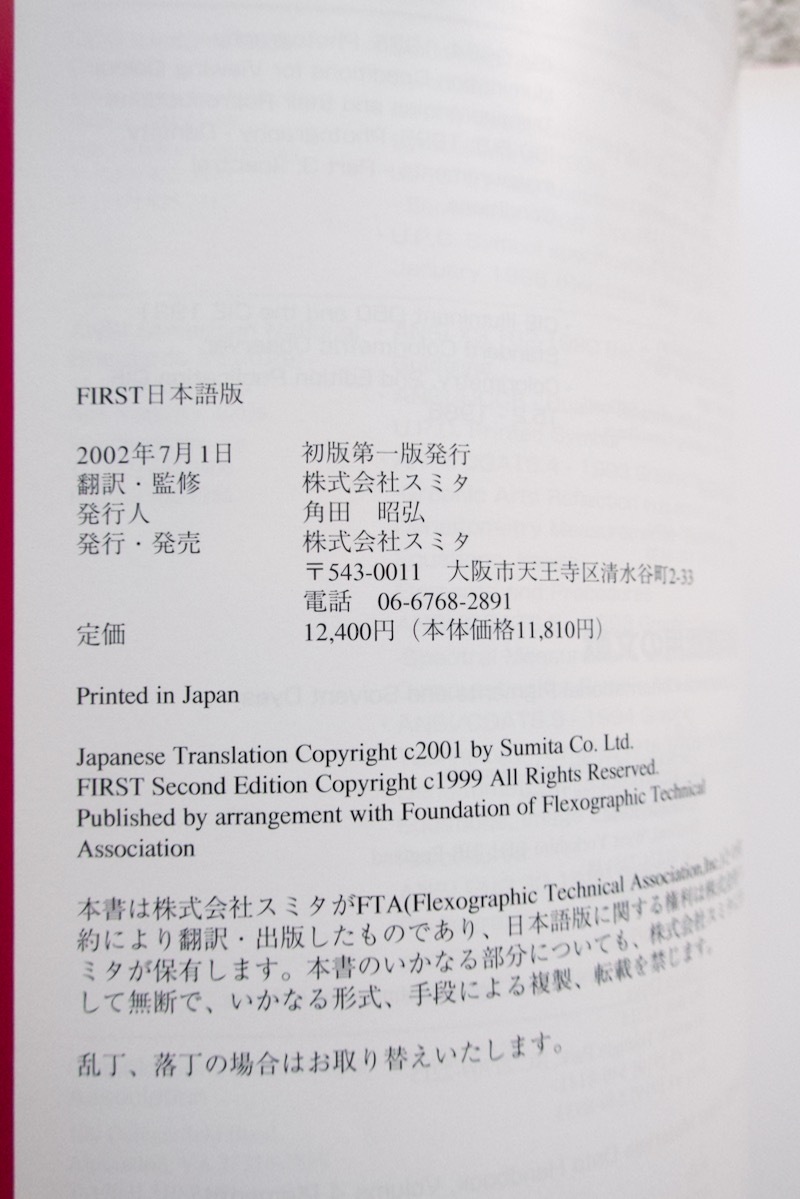 FIRST日本語版
2002年7月1日 初版第一版発行
翻訳・監修 株式会社スミタ
発行人 角田 昭弘
発行・発売 株式会社スミタ
〒543-0011 大阪市天王寺区清水谷町2-33
電話 06-6768-2891
定価 12,400円（本体価格11,810円）
Printed in Japan
Japanese Translation Copyright c2001 by Sumita Co. Ltd.
FIRST Second Edition Copyright c1999 All Rights Reserved.
Published by arrangement with Foundation of Flexographic Technical
Association
本書は株式会社スミタがFTA(Flexographic Technical Association,Inc.
約により翻訳・出版したものであり、日本語版に関する権利は株式会社
ミタが保有します。本書のいかなる部分についても、株式会社スミタ
して無断で、いかなる形式、手段による複製、転載を禁じます。
乱丁、落丁の場合はお取り替えいたします。